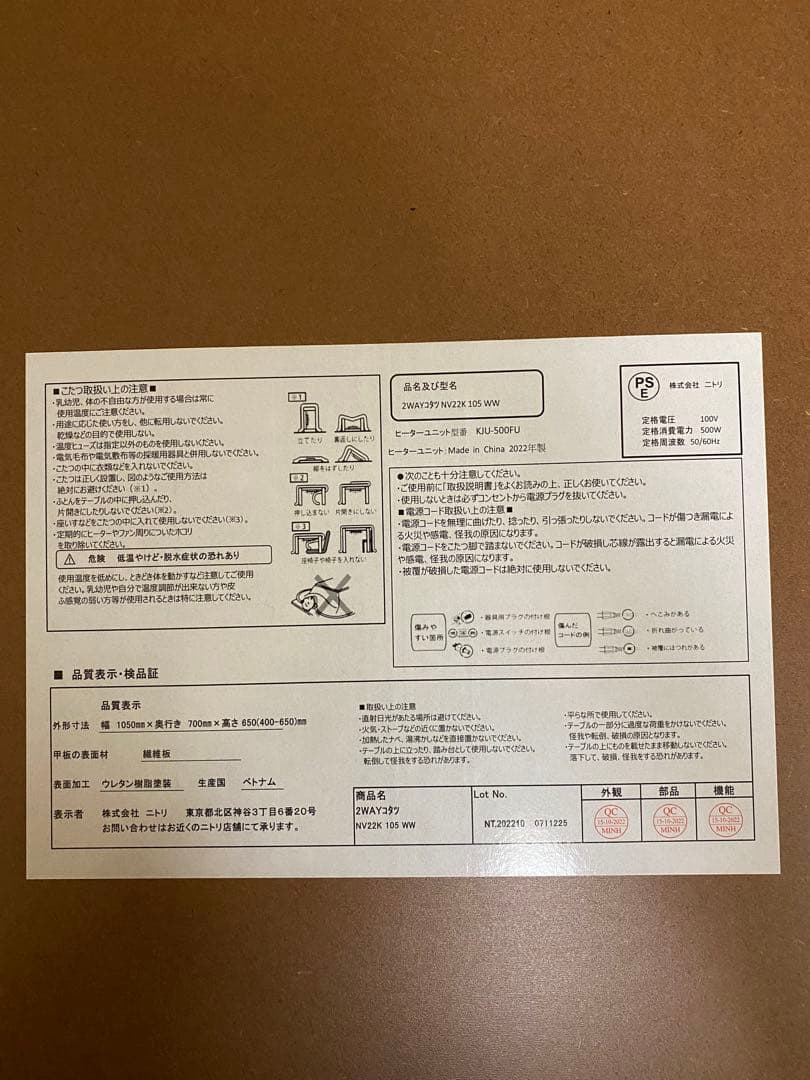 ■こたつ取扱い上の注意■
・乳幼児、体の不自由な方が使用する場合は常に
使用温度にご注意ください。
・用途に応じた使い方をし、他に転用しないでください。
乾燥などの目的で使用しない。
・温度ヒューズは指定以外のものを使用しないください。
・電気毛布や電気敷布等の採暖用器具と併用しないでください。
・こたつの中に衣類などを入れないでください。
・こたつは正しく設置し、図のようなご使用方法は
絶対にお避けください(※1)。
・ふとんをテーブルの中に押し込んだり、
片開きにしたりしないでください(※2)。
・座いすなどをこたつの中に入れて使用しないでください(※3)。
・定期的にヒーターやファン周りについたホコリ
を取り除いてください。
⚠ 危険 低温やけど・脱水症状の恐れあり
使用温度を低めにし、ときどき体を動かすなど注意してご使用
ください。乳幼児や自分で温度調節が出来ない方や皮
ふ感覚の弱い方等が使用されるときは特に注意してください。
※1
立てたり 裏返しにしたり
脚をはずしたり
※2
押し込まない 片開きにしない
※3
座椅子や椅子を入れない
品名及び型名
2WAYコタツ NV22K 105 WW
ヒーターユニット型番 KJU-500FU
ヒーターユニット: Made in China 2022年製
PS
E
株式会社 ニトリ
定格電圧 100V
定格消費電力 500W
定格周波数 50/60Hz
●次のことも十分注意してください。
・ご使用前に「取扱説明書」をよくお読みの上、正しくお使いください。
・使用しないときは必ずコンセントから電源プラグを抜いてください。
■電源コード取扱い上の注意■
・電源コードを無理に曲げたり、捻ったり、引っ張ったりしないでください。コードが傷つき漏電によ
る火災や感電、怪我の原因になります。
・電源コードをこたつ脚で踏まないでください。コードが破損し芯線が露出すると漏電による火災
や感電、怪我の原因になります。
・被覆が破損した電源コードは絶対に使用しないでください。
傷みや
すい箇所
・器具用プラグの付け根
・電源スイッチの付け根
・電源プラグの付け根
傷んだ
コードの例
・へこみがある
・折れ曲がっている
・被覆にほつれがある
■ 品質表示・検品証
品質表示
外形寸法 幅 1050mm×奥行き 700mm×高さ 650(400-650)mm
甲板の表面材 繊維板
表面加工 ウレタン樹脂塗装 生産国 ベトナム
表示者 株式会社 ニトリ 東京都北区神谷3丁目6番20号
お問い合わせはお近くのニトリ店舗にて承ります。
■取扱い上の注意
・直射日光があたる場所は避けてください。
・火気・ストーブなどの近くに置かないでください。
・加熱したナベ、湯沸かしなどを直接置かないでください。
・テーブルの上に立ったり、踏み台として使用しないでください。
転倒して怪我をする恐れがあります。
・平らな所で使用してください。
・テーブルの一部分に過度な荷重をかけないでください。
怪我や転倒、破損の原因となります。
・テーブルの上にものを載せたまま移動しないでください。
落下して、破損、怪我をする恐れがあります。
商品名
2WAYコタツ
NV22K 105 WW
Lot No.
NT.202210 0711225
外観 部品 機能
QC
15-10-2022
MINH
QC
15-10-2022
MINH
QC
15-10-2022
MINH